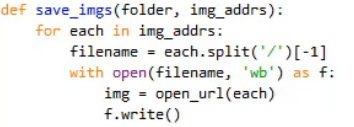 def save_imgs(folder, img_addrs):
    for each in img_addrs:
        filename = each.split('/')[-1]
        with open(filename, 'wb') as f:
            img = open_url(each)
            f.write()